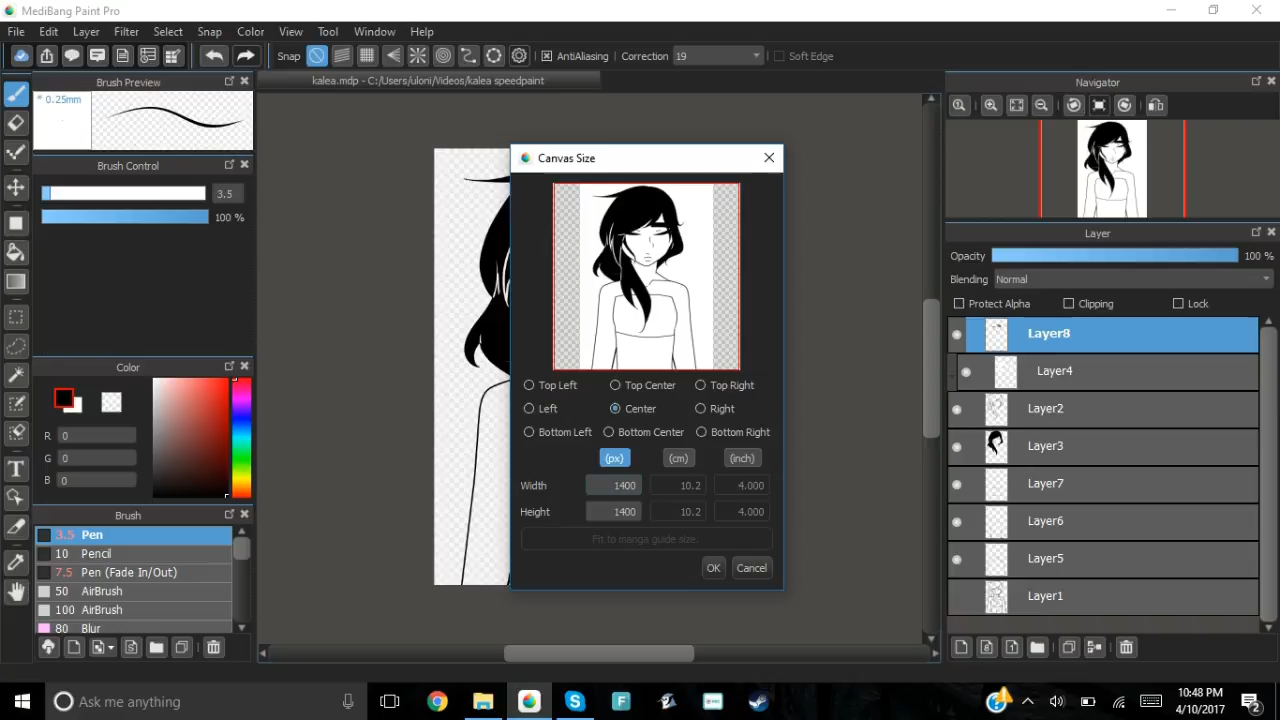 MediBang Paint Pro
File Edit Layer Filter Select Snap Color View Tool Window Help
Snap AntiAliasing Correction 19 Soft Edge
Brush Preview
kalea.mdp - C:/Users/uloni/Videos/kalea speedpaint
Navigator
* 0.25mm
Brush Control
3.5
100 %
Canvas Size
Top Left Top Center Top Right
Left Center Right
Bottom Left Bottom Center Bottom Right
(px) (cm) (inch)
Width 1400 10.2 4.000
Height 1400 10.2 4.000
Fit to manga guide size.
OK Cancel
Layer
Opacity 100 %
Blending Normal
Protect Alpha Clipping Lock
Layer8
Layer4
Layer2
Layer3
Layer7
Layer6
Layer5
Layer1
Color
R 0
G 0
B 0
Brush
3.5 Pen
10 Pencil
7.5 Pen (Fade In/Out)
50 AirBrush
100 AirBrush
80 Blur
Ask me anything
10:48 PM
4/10/2017
2